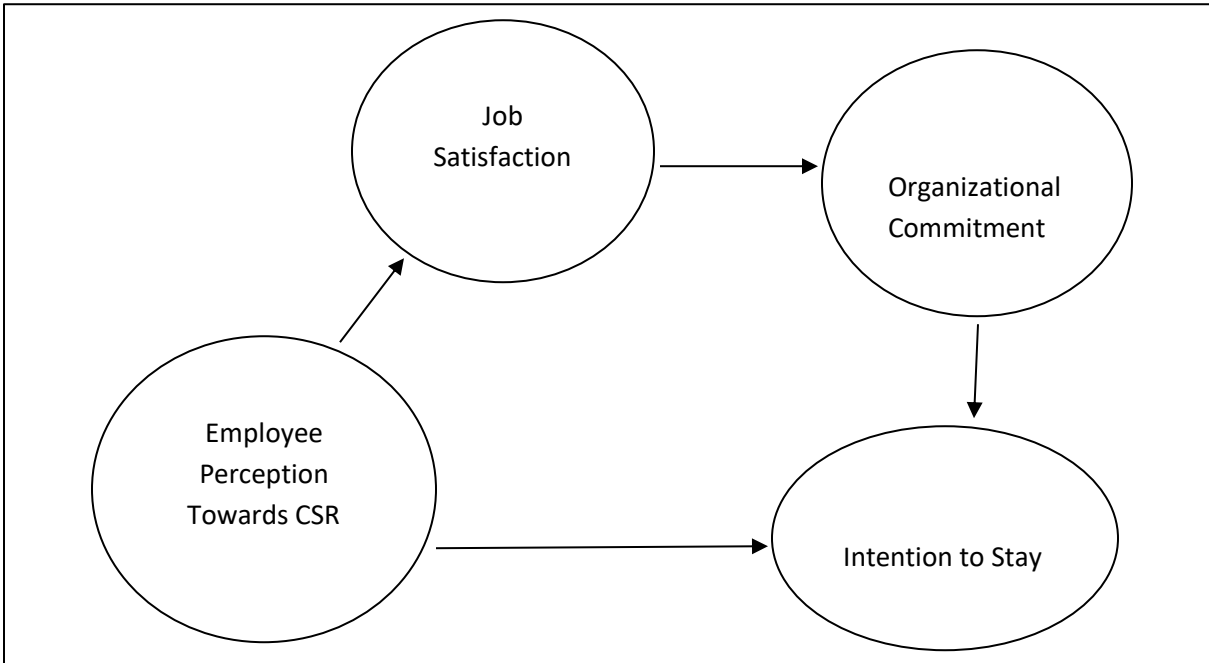 Job
Satisfaction
Organizational
Commitment
Employee
Perception
Towards CSR
Intention to Stay